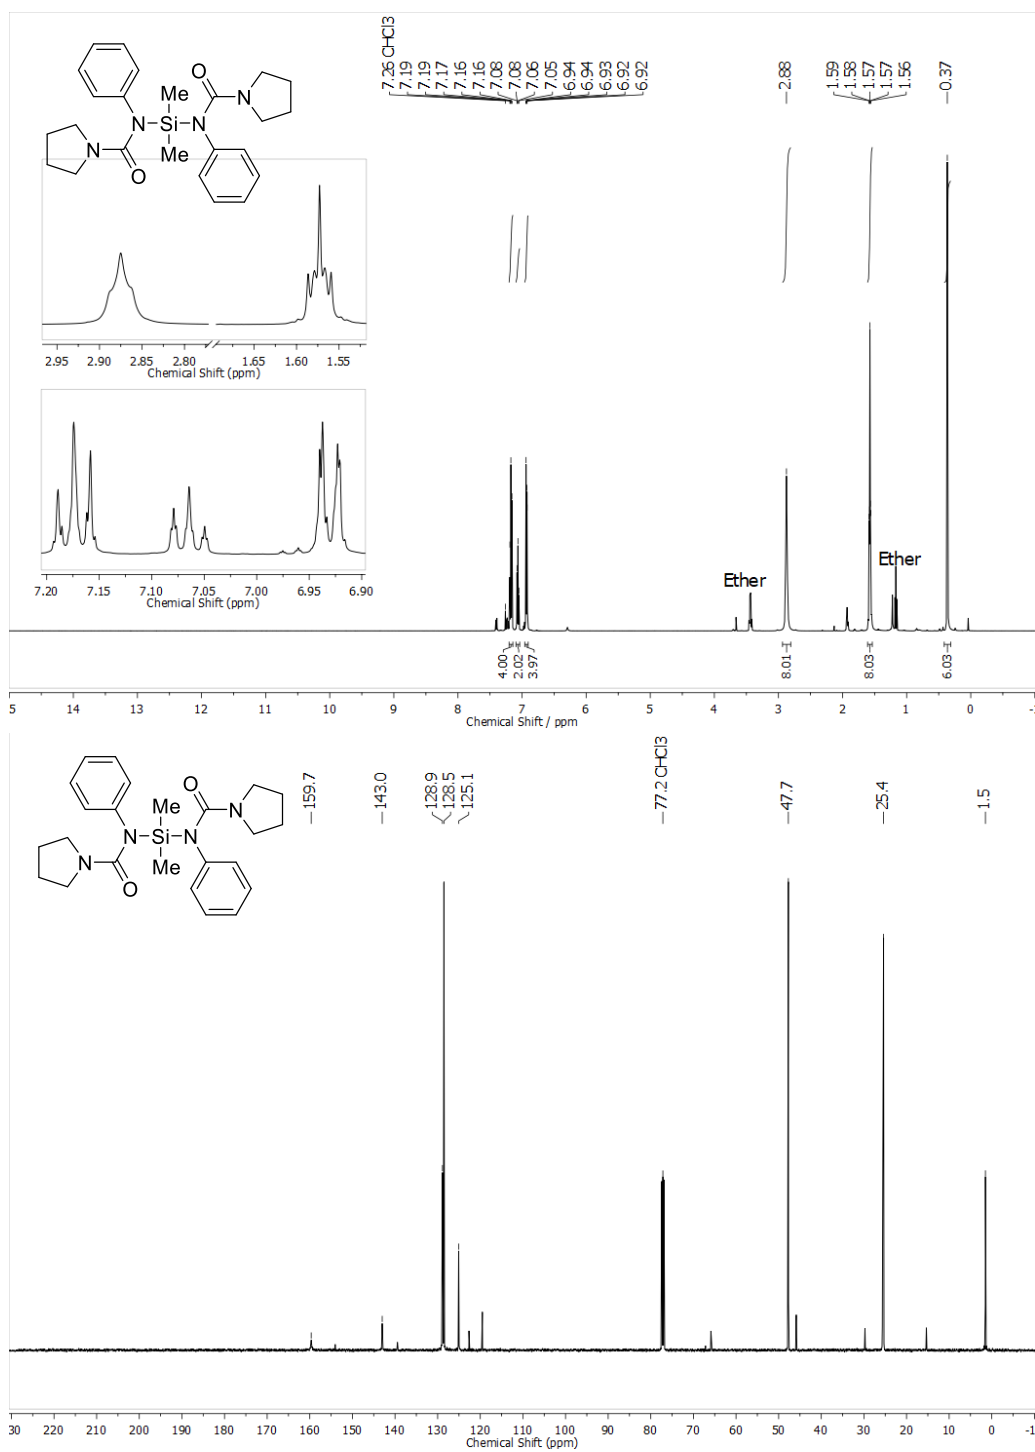 7.26 CHCl3
7.19
7.19
7.17
7.16
7.16
7.08
7.08
7.06
7.05
6.94
6.94
6.93
6.92
6.92
2.88
1.59
1.58
1.57
1.57
1.56
0.37
O
N
Me
N Si N
N
Me
O
2.95 2.90 2.85 2.80 1.65 1.60 1.55
Chemical Shift (ppm)
7.20 7.15 7.10 7.05 7.00 6.95 6.90
Chemical Shift (ppm)
Ether
Ether
4.00
2.02
3.97
8.01
8.03
6.03
5 14 13 12 11 10 9 8 7 6 5 4 3 2 1 0 -1
Chemical Shift / ppm
159.7
143.0
128.9
128.5
125.1
77.2 CHCl3
47.7
25.4
1.5
O
N
Me
N Si N
N
Me
O
230 220 210 200 190 180 170 160 150 140 130 120 110 100 90 80 70 60 50 40 30 20 10 0 -1
Chemical Shift (ppm)